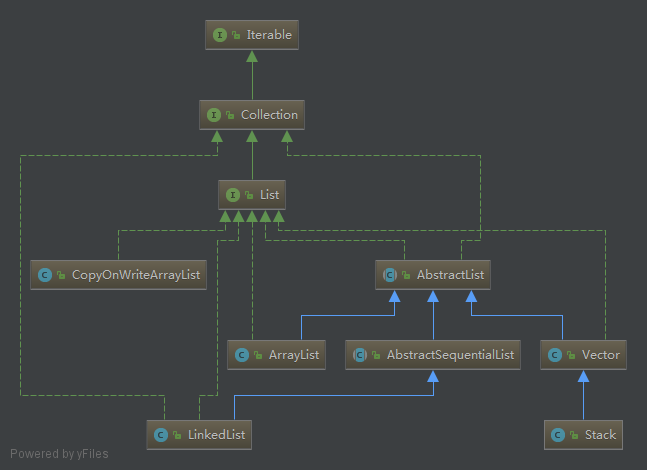 Iterable
Collection
List
CopyOnWriteArrayList
AbstractList
ArrayList
AbstractSequentialList
Vector
LinkedList
Stack
Powered by yFiles